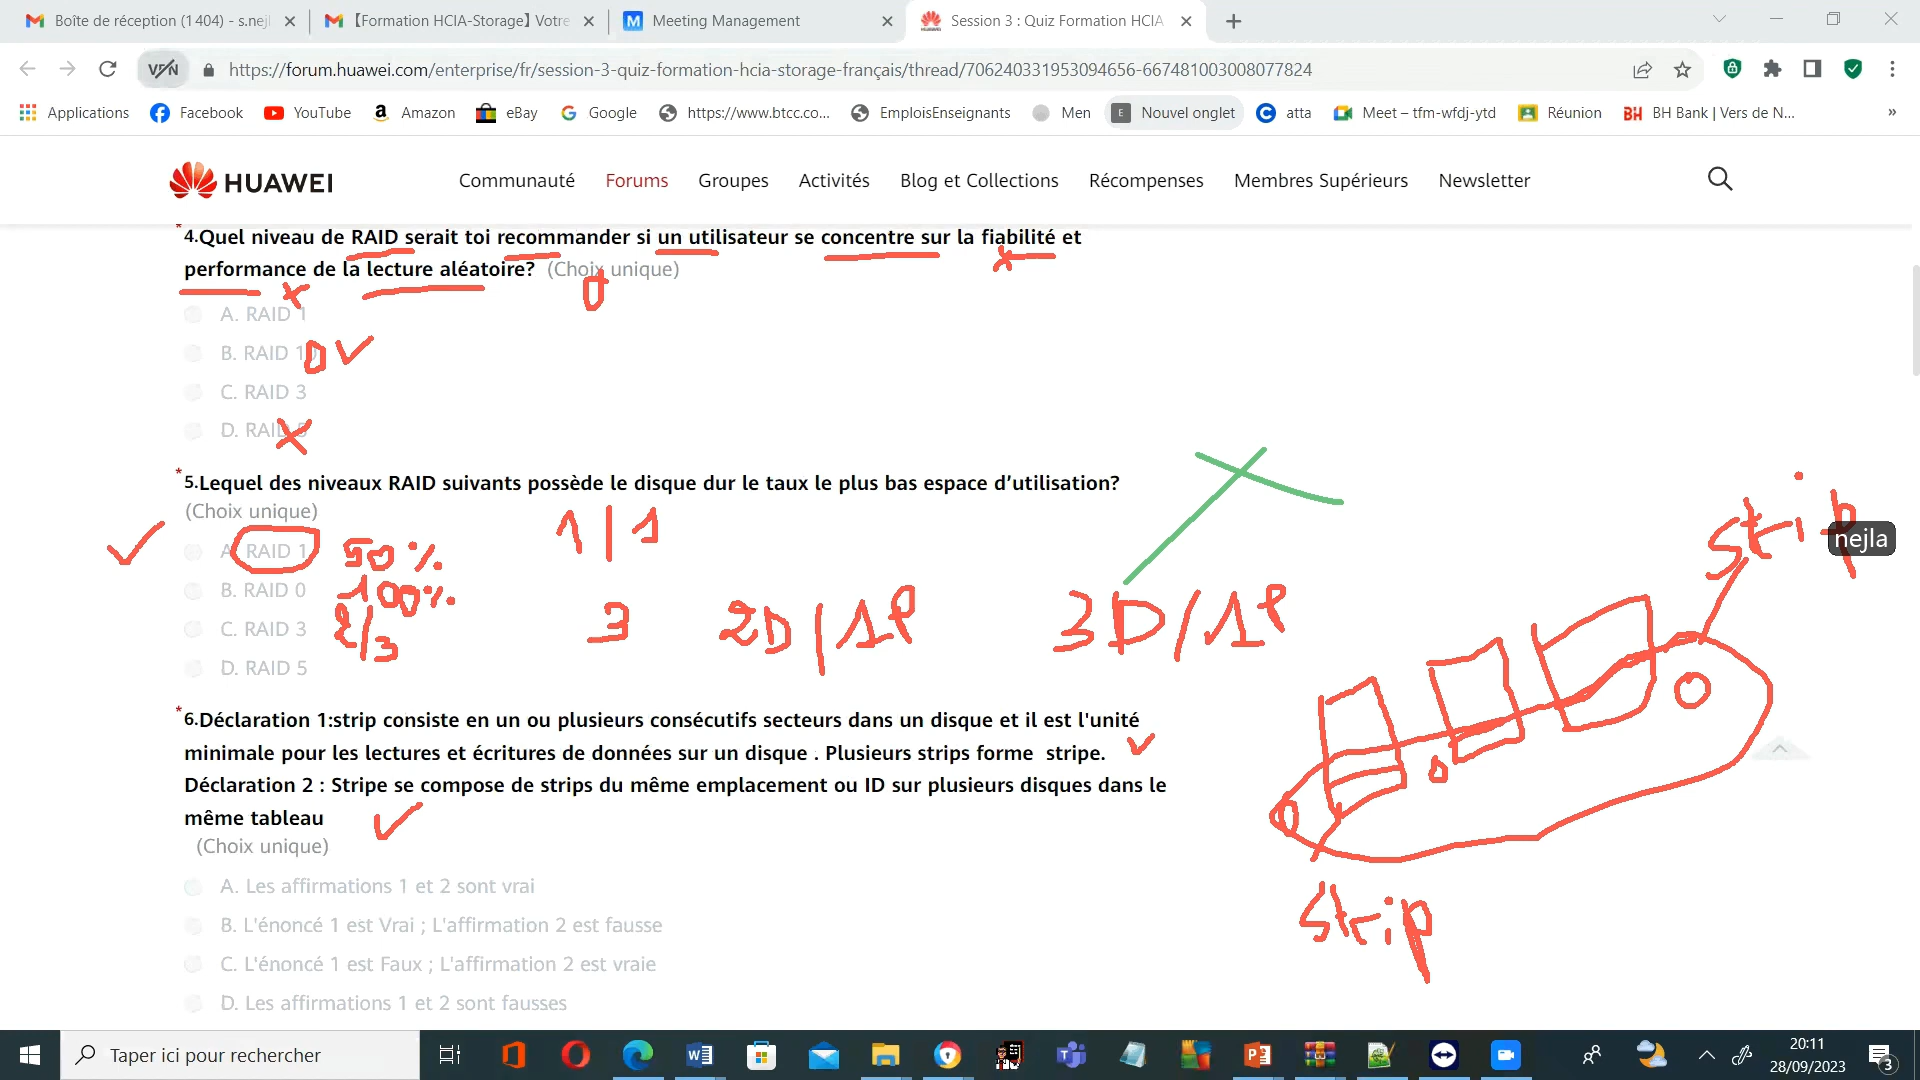 Boîte de réception (1 404) - s.nejl
【Formation HCIA-Storage】Votre
Meeting Management
Session 3 : Quiz Formation HCIA
VPN
https://forum.huawei.com/enterprise/fr/session-3-quiz-formation-hcia-storage-français/thread/706240331953094656-667481003008077824
Applications Facebook YouTube Amazon eBay Google https://www.btcc.co... EmploisEnseignants Men Nouvel onglet atta Meet – tfm-wfdj-ytd Réunion BH Bank | Vers de N... »
HUAWEI Communauté Forums Groupes Activités Blog et Collections Récompenses Membres Supérieurs Newsletter
*4.Quel niveau de RAID serait toi recommander si un utilisateur se concentre sur la fiabilité et
performance de la lecture aléatoire? (Choix unique)
A. RAID 1
B. RAID 10
C. RAID 3
D. RAID
*5.Lequel des niveaux RAID suivants possède le disque dur le taux le plus bas espace d’utilisation?
(Choix unique)
A. RAID 1 50 % 1 | 1
B. RAID 0 100%
C. RAID 3 2/3 3 2D | 1P 3D / 1P
D. RAID 5
strip
nejla
*6.Déclaration 1:strip consiste en un ou plusieurs consécutifs secteurs dans un disque et il est l'unité
minimale pour les lectures et écritures de données sur un disque . Plusieurs strips forme stripe.
Déclaration 2 : Stripe se compose de strips du même emplacement ou ID sur plusieurs disques dans le
même tableau
(Choix unique)
A. Les affirmations 1 et 2 sont vrai
B. L'énoncé 1 est Vrai ; L'affirmation 2 est fausse
C. L'énoncé 1 est Faux ; L'affirmation 2 est vraie
D. Les affirmations 1 et 2 sont fausses
strip
Taper ici pour rechercher
20:11
28/09/2023
3